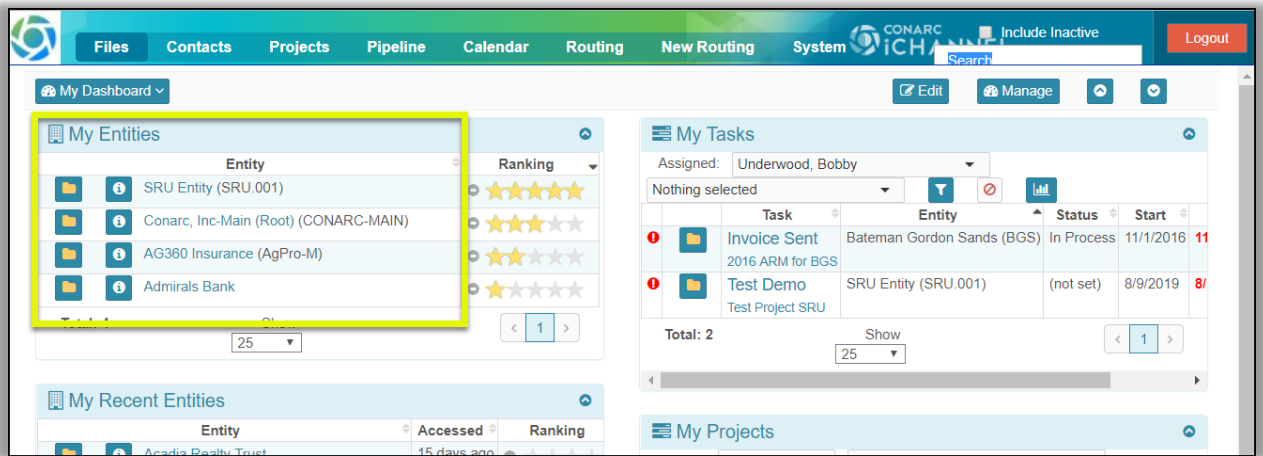 Files Contacts Projects Pipeline Calendar Routing New Routing System CONARC iCHANNEL Include Inactive Logout
Search
My Dashboard Edit Manage
My Entities
Entity Ranking
SRU Entity (SRU.001)
Conarc, Inc-Main (Root) (CONARC-MAIN)
AG360 Insurance (AgPro-M)
Admirals Bank
Show
25
1
My Recent Entities
Entity Accessed Ranking
Acadia Realty Trust 15 days ago
My Tasks
Assigned: Underwood, Bobby
Nothing selected
Task Entity Status Start
Invoice Sent Bateman Gordon Sands (BGS) In Process 11/1/2016 11
2016 ARM for BGS
Test Demo SRU Entity (SRU.001) (not set) 8/9/2019 8/
Test Project SRU
Total: 2 Show
25
1
My Projects